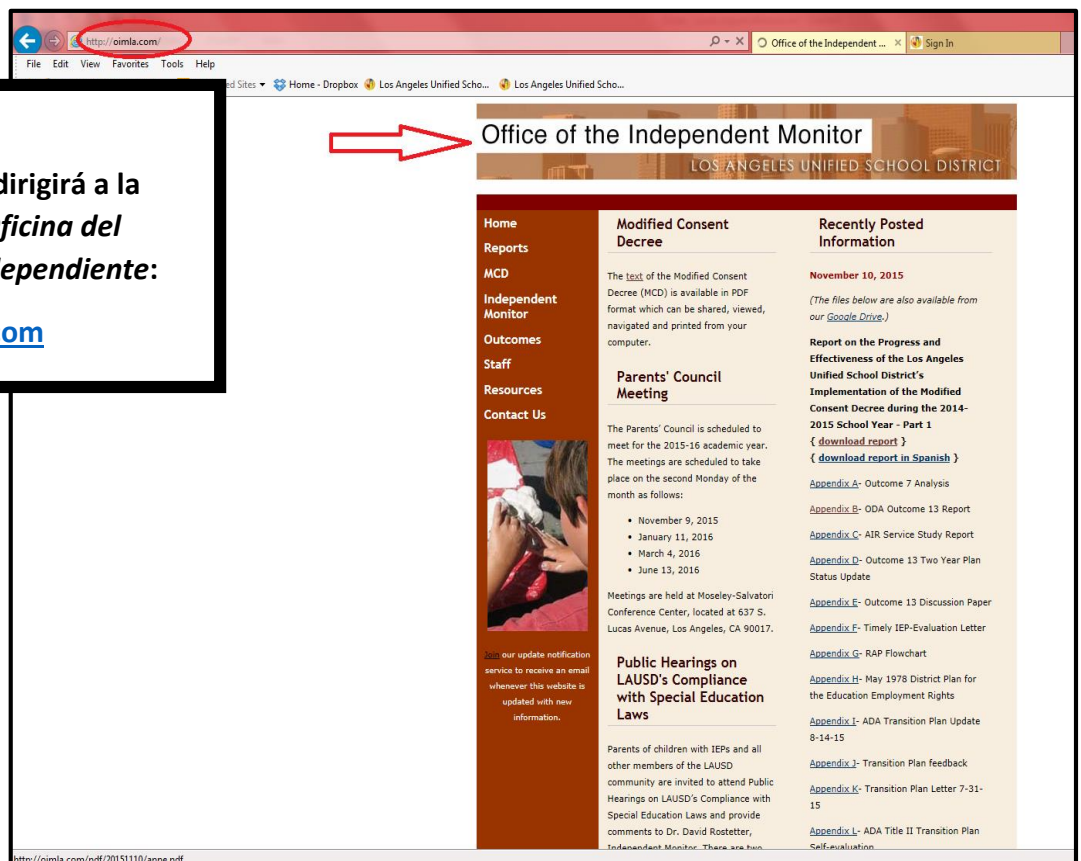 http://oimla.com/
Office of the Independent ...
Sign In
File Edit View Favorites Tools Help
ed Sites
Home - Dropbox
Los Angeles Unified Scho...
Los Angeles Unified Scho...
dirigirá a la
ficina del
dependiente:
com
Office of the Independent Monitor
LOS ANGELES UNIFIED SCHOOL DISTRICT
Home
Reports
MCD
Independent
Monitor
Outcomes
Staff
Resources
Contact Us
Join our update notification
service to receive an email
whenever this website is
updated with new
information.
Modified Consent
Decree
The text of the Modified Consent
Decree (MCD) is available in PDF
format which can be shared, viewed,
navigated and printed from your
computer.
Parents' Council
Meeting
The Parents' Council is scheduled to
meet for the 2015-16 academic year.
The meetings are scheduled to take
place on the second Monday of the
month as follows:
• November 9, 2015
• January 11, 2016
• March 4, 2016
• June 13, 2016
Meetings are held at Moseley-Salvatori
Conference Center, located at 637 S.
Lucas Avenue, Los Angeles, CA 90017.
Public Hearings on
LAUSD's Compliance
with Special Education
Laws
Parents of children with IEPs and all
other members of the LAUSD
community are invited to attend Public
Hearings on LAUSD's Compliance with
Special Education Laws and provide
comments to Dr. David Rostetter,
Independent Monitor. There are two
Recently Posted
Information
November 10, 2015
(The files below are also available from
our Google Drive.)
Report on the Progress and
Effectiveness of the Los Angeles
Unified School District's
Implementation of the Modified
Consent Decree during the 2014-
2015 School Year - Part 1
{ download report }
{ download report in Spanish }
Appendix A- Outcome 7 Analysis
Appendix B- ODA Outcome 13 Report
Appendix C- AIR Service Study Report
Appendix D- Outcome 13 Two Year Plan
Status Update
Appendix E- Outcome 13 Discussion Paper
Appendix F- Timely IEP-Evaluation Letter
Appendix G- RAP Flowchart
Appendix H- May 1978 District Plan for
the Education Employment Rights
Appendix I- ADA Transition Plan Update
8-14-15
Appendix J- Transition Plan feedback
Appendix K- Transition Plan Letter 7-31-
15
Appendix L- ADA Title II Transition Plan
Self-evaluation
http://oimla.com/pdf/20151110/appe.pdf